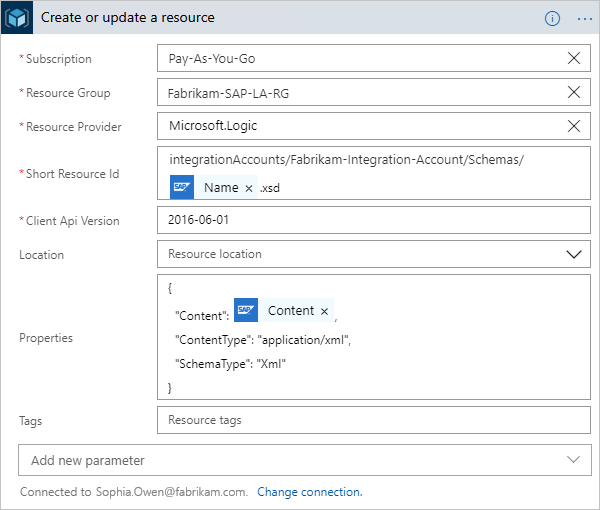 Create or update a resource
* Subscription Pay-As-You-Go
* Resource Group Fabrikam-SAP-LA-RG
* Resource Provider Microsoft.Logic
integrationAccounts/Fabrikam-Integration-Account/Schemas/
* Short Resource Id
SAP Name × .xsd
* Client Api Version 2016-06-01
Location Resource location
{
"Content": SAP Content × ,
Properties "ContentType": "application/xml",
"SchemaType": "Xml"
}
Tags Resource tags
Add new parameter
Connected to Sophia.Owen@fabrikam.com. Change connection.